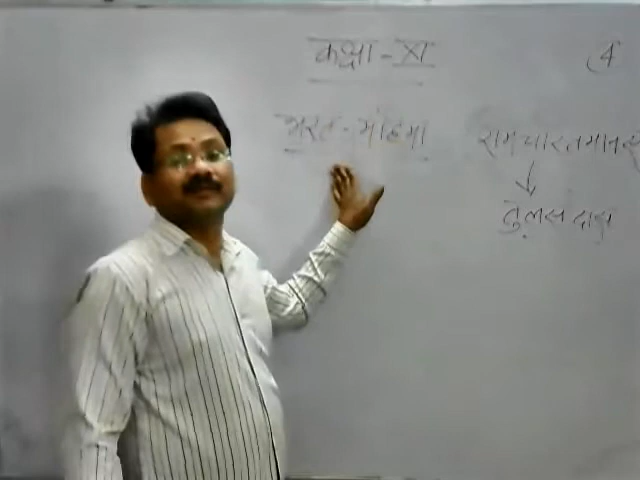 कक्षा - XI
(4
भरत - महिमा
रामचरितमानस
↓
तुलसीदास